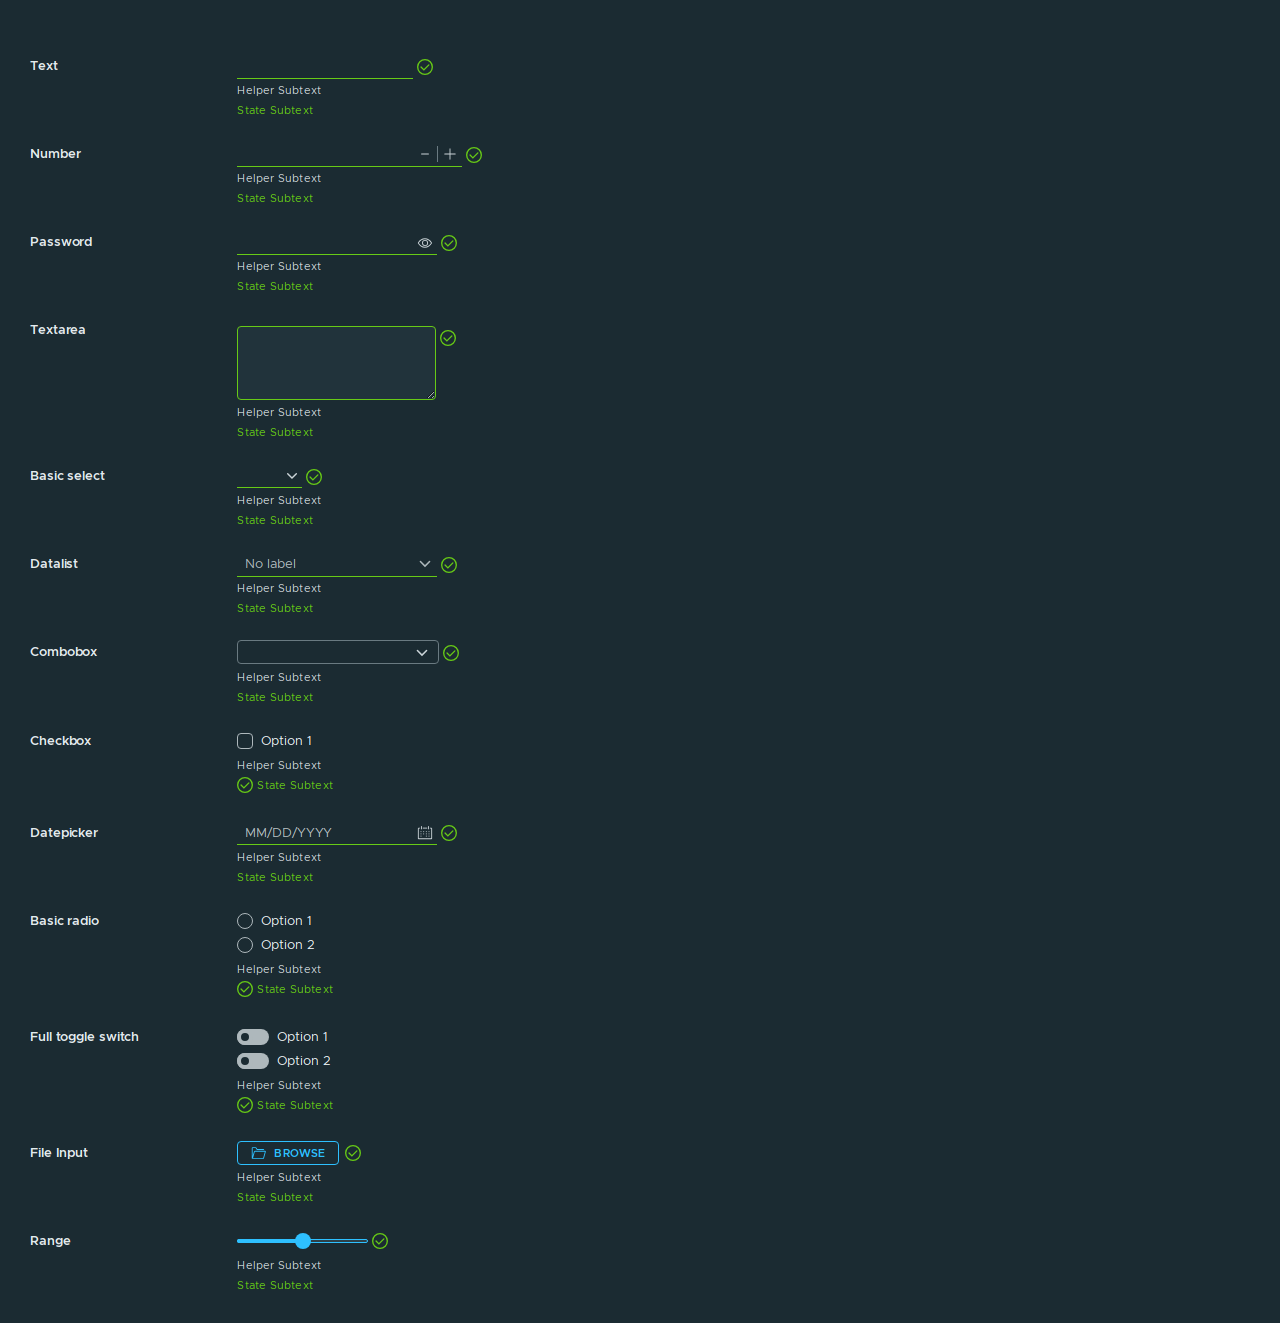 Text
Helper Subtext
State Subtext
Number
Helper Subtext
State Subtext
Password
Helper Subtext
State Subtext
Textarea
Helper Subtext
State Subtext
Basic select
Helper Subtext
State Subtext
Datalist
No label
Helper Subtext
State Subtext
Combobox
Helper Subtext
State Subtext
Checkbox
Option 1
Helper Subtext
State Subtext
Datepicker
MM/DD/YYYY
Helper Subtext
State Subtext
Basic radio
Option 1
Option 2
Helper Subtext
State Subtext
Full toggle switch
Option 1
Option 2
Helper Subtext
State Subtext
File Input
BROWSE
Helper Subtext
State Subtext
Range
Helper Subtext
State Subtext